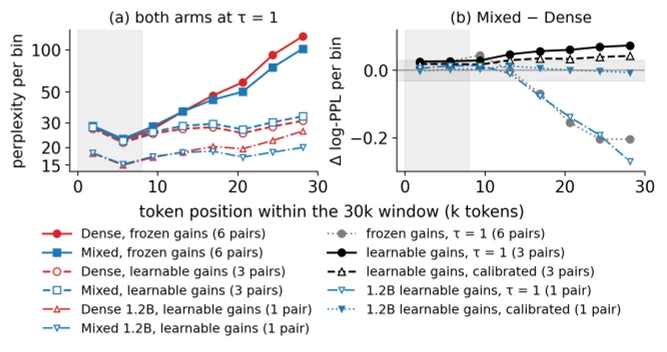 (a) both arms at τ = 1
(b) Mixed − Dense
perplexity per bin
100
50
30
20
15
0
10
20
30
Δ log-PPL per bin
0.0
−0.2
0
10
20
30
token position within the 30k window (k tokens)
Dense, frozen gains (6 pairs)
Mixed, frozen gains (6 pairs)
Dense, learnable gains (3 pairs)
Mixed, learnable gains (3 pairs)
Dense 1.2B, learnable gains (1 pair)
Mixed 1.2B, learnable gains (1 pair)
frozen gains, τ = 1 (6 pairs)
learnable gains, τ = 1 (3 pairs)
learnable gains, calibrated (3 pairs)
1.2B learnable gains, τ = 1 (1 pair)
1.2B learnable gains, calibrated (1 pair)